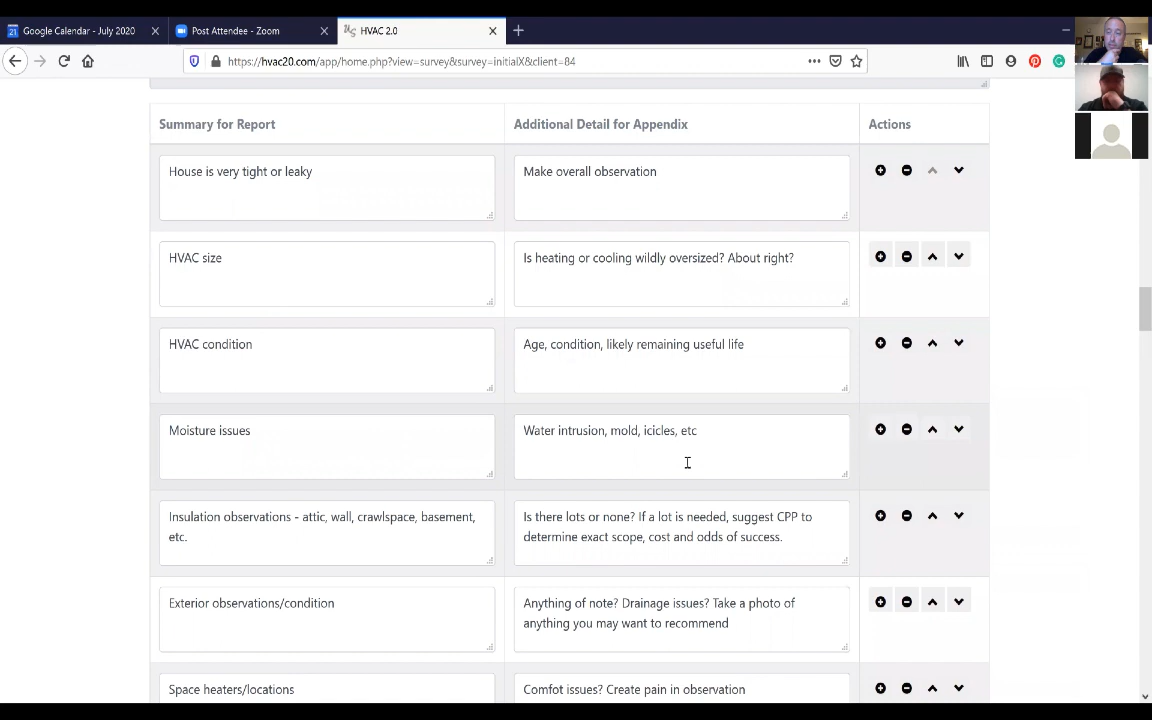 Google Calendar - July 2020
Post Attendee - Zoom
HVAC 2.0
https://hvac20.com/app/home.php?view=survey&survey=initialX&client=84
Summary for Report
Additional Detail for Appendix
Actions
House is very tight or leaky
Make overall observation
HVAC size
Is heating or cooling wildly oversized? About right?
HVAC condition
Age, condition, likely remaining useful life
Moisture issues
Water intrusion, mold, icicles, etc
Insulation observations - attic, wall, crawlspace, basement,
etc.
Is there lots or none? If a lot is needed, suggest CPP to
determine exact scope, cost and odds of success.
Exterior observations/condition
Anything of note? Drainage issues? Take a photo of
anything you may want to recommend
Space heaters/locations
Comfot issues? Create pain in observation